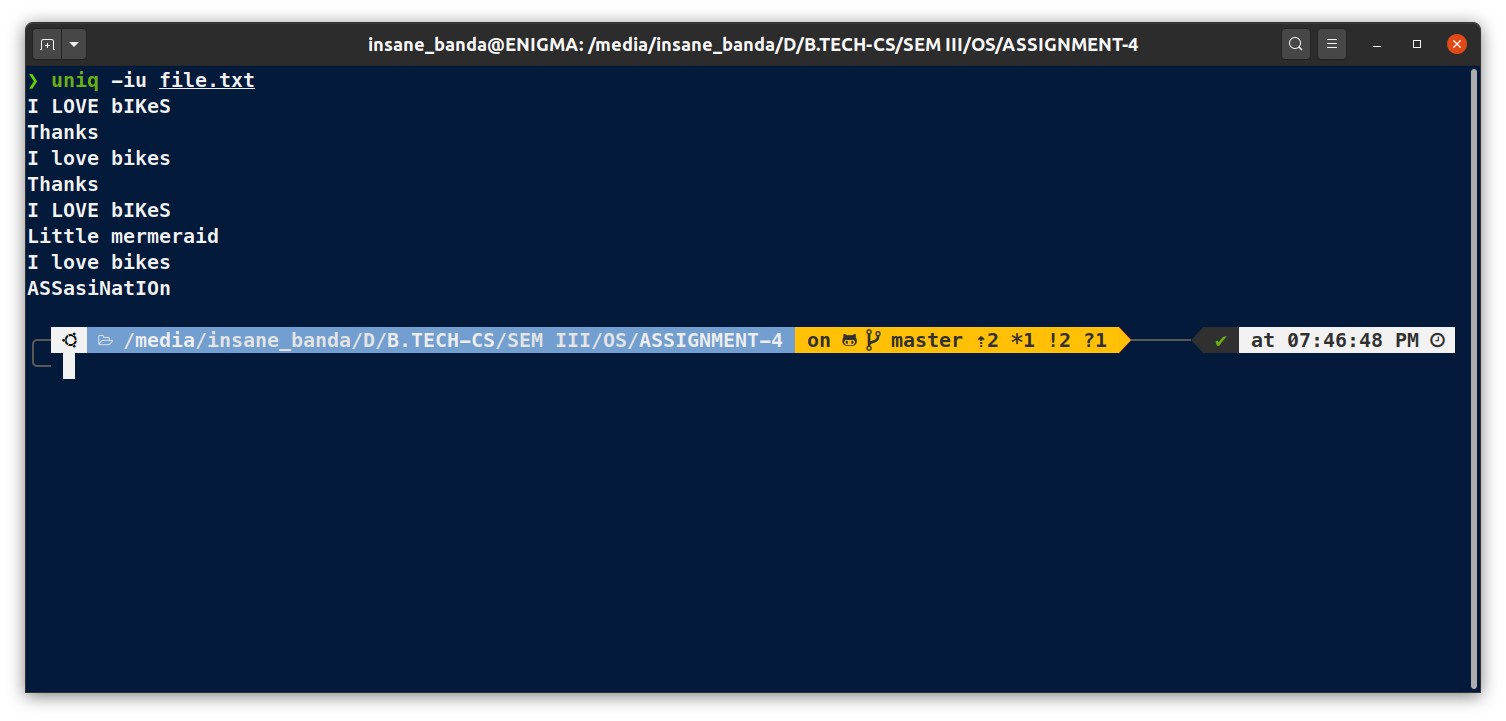 insane_banda@ENIGMA: /media/insane_banda/D/B.TECH-CS/SEM III/OS/ASSIGNMENT-4
❯ uniq -iu file.txt
I LOVE bIKeS
Thanks
I love bikes
Thanks
I LOVE bIKeS
Little mermeraid
I love bikes
ASSasiNatIOn
/media/insane_banda/D/B.TECH-CS/SEM III/OS/ASSIGNMENT-4 on master ⇡2 *1 !2 ?1 ✔ at 07:46:48 PM